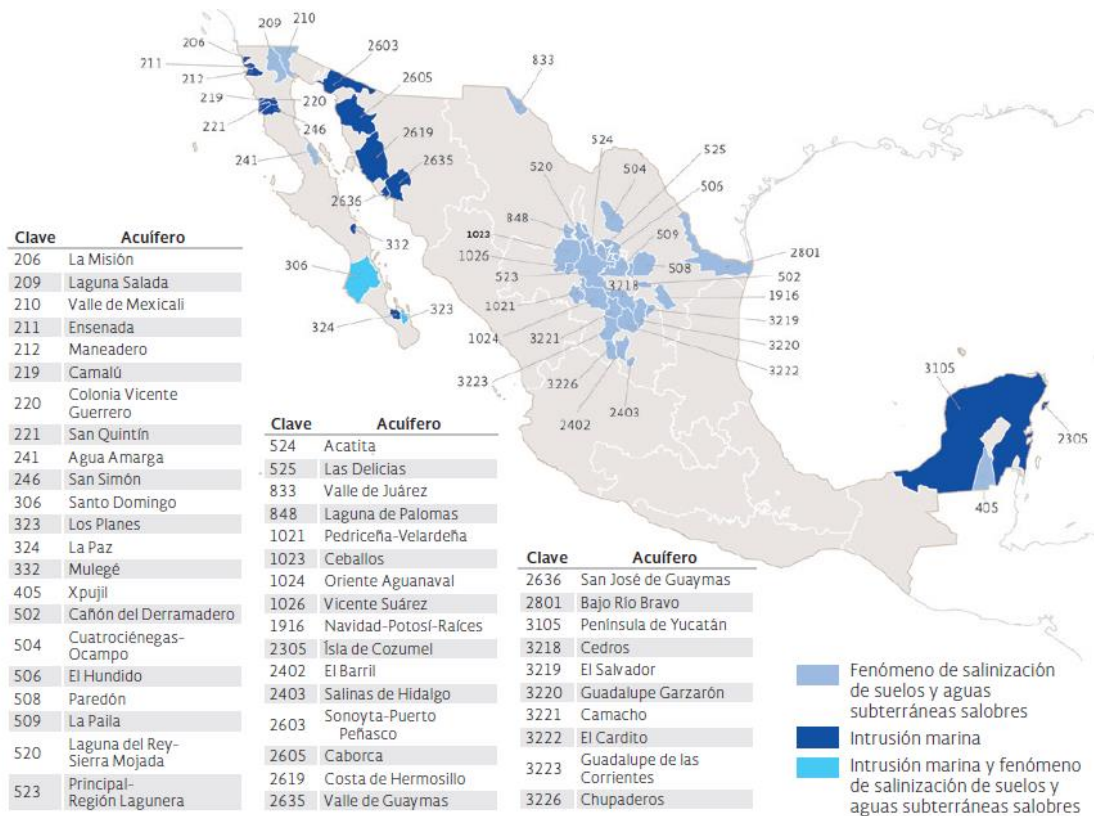 209
210
206
2603
833
211
2605
212
219
220
524
221
2619
525
246
504
520
241
2635
506
2636
848
509
Clave Acuífero
312
1023
2801
206 La Misión
306
1026
508
209 Laguna Salada
502
523
3218
210 Valle de Mexicali
1916
323
1021
211 Ensenada
324
3219
212 Maneadero
1024
3221
3220
219 Camalú
3105
3223
3222
220 Colonia Vicente
Guerrero
3226
2403
2305
2402
405
221 San Quintín
241 Agua Amarga
246 San Simón
306 Santo Domingo
323 Los Planes
324 La Paz
332 Mulegé
405 Xpujil
502 Cañón del Derramadero
504 Cuatrociénegas-
Ocampo
506 El Hundido
508 Paredón
509 La Paila
520 Laguna del Rey-
Sierra Mojada
523 Principal-
Región Lagunera
Clave Acuífero
524 Acatita
525 Las Delicias
833 Valle de Juárez
848 Laguna de Palomas
1021 Pedriceña-Velardeña
1023 Ceballos
1024 Oriente Aguanaval
1026 Vicente Suárez
1916 Navidad-Potosí-Raíces
2305 Ísla de Cozumel
2402 El Barril
2403 Salinas de Hidalgo
2603 Sonoyta-Puerto
Peñasco
2605 Caborca
2619 Costa de Hermosillo
2635 Valle de Guaymas
Clave Acuífero
2636 San José de Guaymas
2801 Bajo Río Bravo
3105 Península de Yucatán
3218 Cedros
3219 El Salvador
3220 Guadalupe Garzarón
3221 Camacho
3222 El Cardito
3223 Guadalupe de las
Corrientes
3226 Chupaderos
Fenómeno de salinización
de suelos y aguas
subterráneas salobres
Intrusión marina
Intrusión marina y fenómeno
de salinización de suelos y
aguas subterráneas salobres